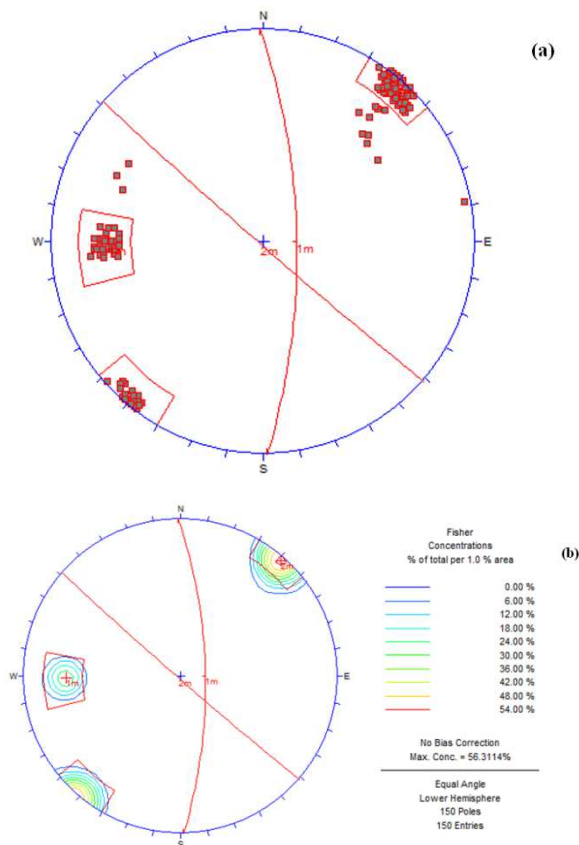 N
(a)
W
E
2m
1m
m
S
N
(b)
W
E
2m
1m
2m
1m
S
Fisher
Concentrations
% of total per 1.0 % area
0.00 %
6.00 %
12.00 %
18.00 %
24.00 %
30.00 %
36.00 %
42.00 %
48.00 %
54.00 %
No Bias Correction
Max. Conc. = 56.3114%
Equal Angle
Lower Hemisphere
150 Poles
150 Entries